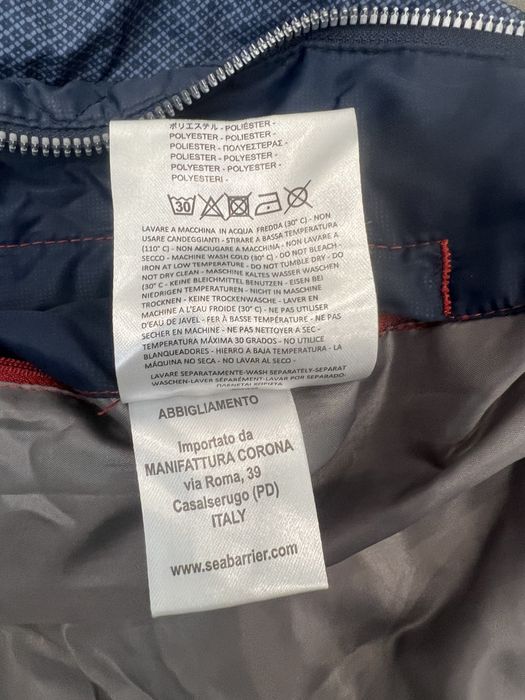 ポリエステル - POLIÉSTER -
POLYESTER - POLYESTER -
POLIESTER - ΠΟΛΥΕΣΤΕΡΑΣ -
POLIESTER - POLYESTER -
POLYESTER - POLYESTER -
POLYESTERI -
30
LAVARE A MACCHINA IN ACQUA FREDDA (30° C) - NON
USARE CANDEGGIANTI - STIRARE A BASSA TEMPERATURA
(110° C) - NON ASCIUGARE A MACCHINA - NON LAVARE A
SECCO - MACHINE WASH COLD (30° C) - DO NOT BLEACH -
IRON AT LOW TEMPERATURE - DO NOT TUMBLE DRY - DO
NOT DRY CLEAN - MASCHINE KALTES WASSER WASCHEN
(30° C) - KEINE BLEICHMITTEL BENUTZEN - EISEN BEI
NIEDRIGEN TEMPERATUREN - NICHT IN MASCHINE
TROCKNEN - KEINE TROCKENWASCHE - LAVER EN
MACHINE A L'EAU FROIDE (30° C) - NE PAS UTILISER
D'EAU DE JAVEL - FER À BASSE TEMPÉRATURE - NE PAS
SECHER EN MACHINE - NE PAS NETTOYER A SEC -
TEMPERATURA MÁXIMA 30 GRADOS - NO UTILICE
BLANQUEADORES - HIERRO A BAJA TEMPERATURA - LA
MÁQUINA NO SECA - NO LAVAR AL SECO -
LAVARE SEPARATAMENTE-WASH SEPARATELY-SEPARAT
WASCHEN-LAVER SÉPARÉMENT-LAVAR POR SEPARADO-
ABBIGLIAMENTO
Importato da
MANIFATTURA CORONA
via Roma, 39
Casalserugo (PD)
ITALY
www.seabarrier.com